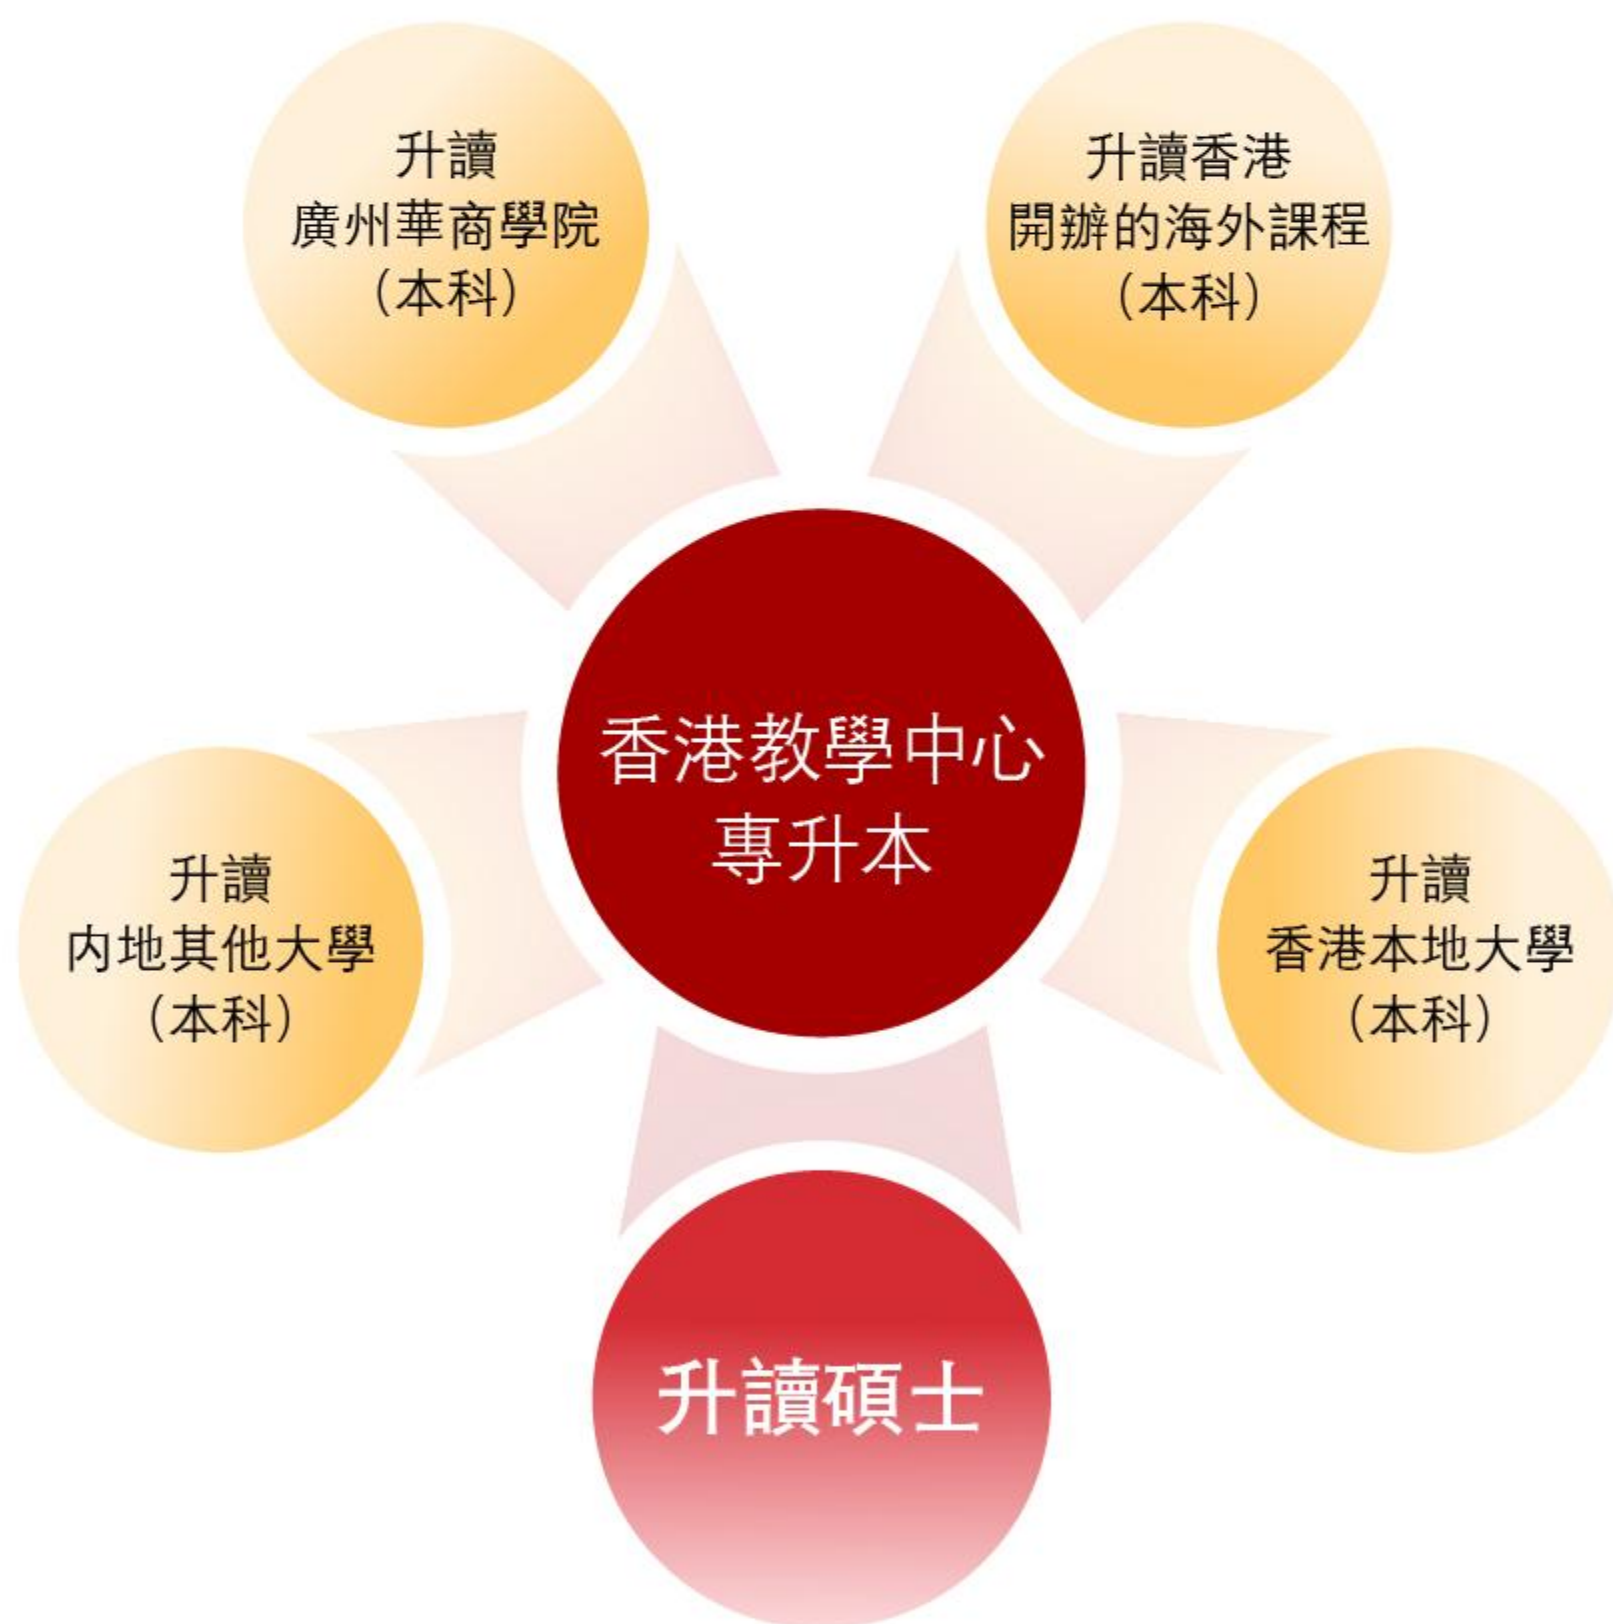 升讀
廣州華商學院
（本科）
升讀香港
開辦的海外課程
（本科）
香港教學中心
專升本
升讀
内地其他大學
（本科）
升讀
香港本地大學
（本科）
升讀碩士